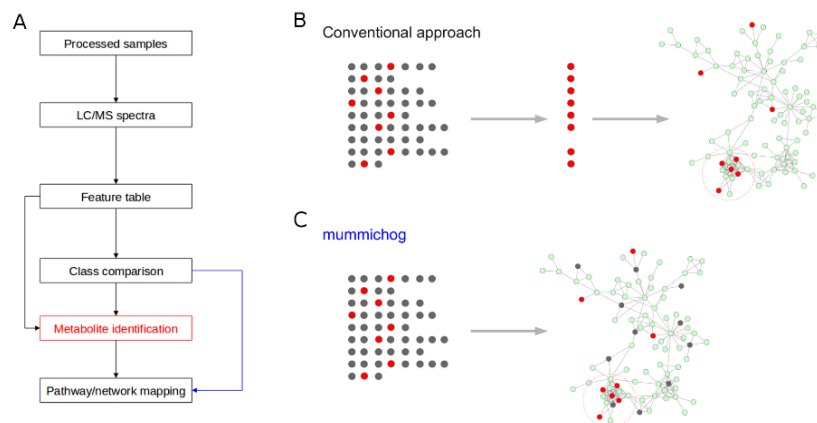 A
Processed samples
LC/MS spectra
Feature table
Class comparison
Metabolite identification
Pathway/network mapping
B
Conventional approach
C
mummichog